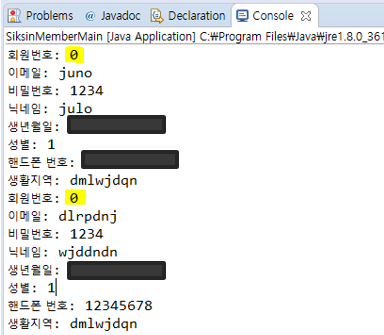 Problems @ Javadoc Declaration Console
SiksinMemberMain [Java Application] C:₩Program Files₩Java₩jre1.8.0_361
회원번호: 0
이메일: juno
비밀번호: 1234
닉네임: julo
생년월일:
성별: 1
핸드폰 번호:
생활지역: dmlwjdqn
회원번호: 0
이메일: dlrpdnj
비밀번호: 1234
닉네임: wjddndn
생년월일:
성별: 1
핸드폰 번호: 12345678
생활지역: dmlwjdqn